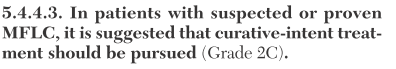 5.4.4.3. In patients with suspected or proven
MFLC, it is suggested that curative-intent treat-
ment should be pursued (Grade 2C).